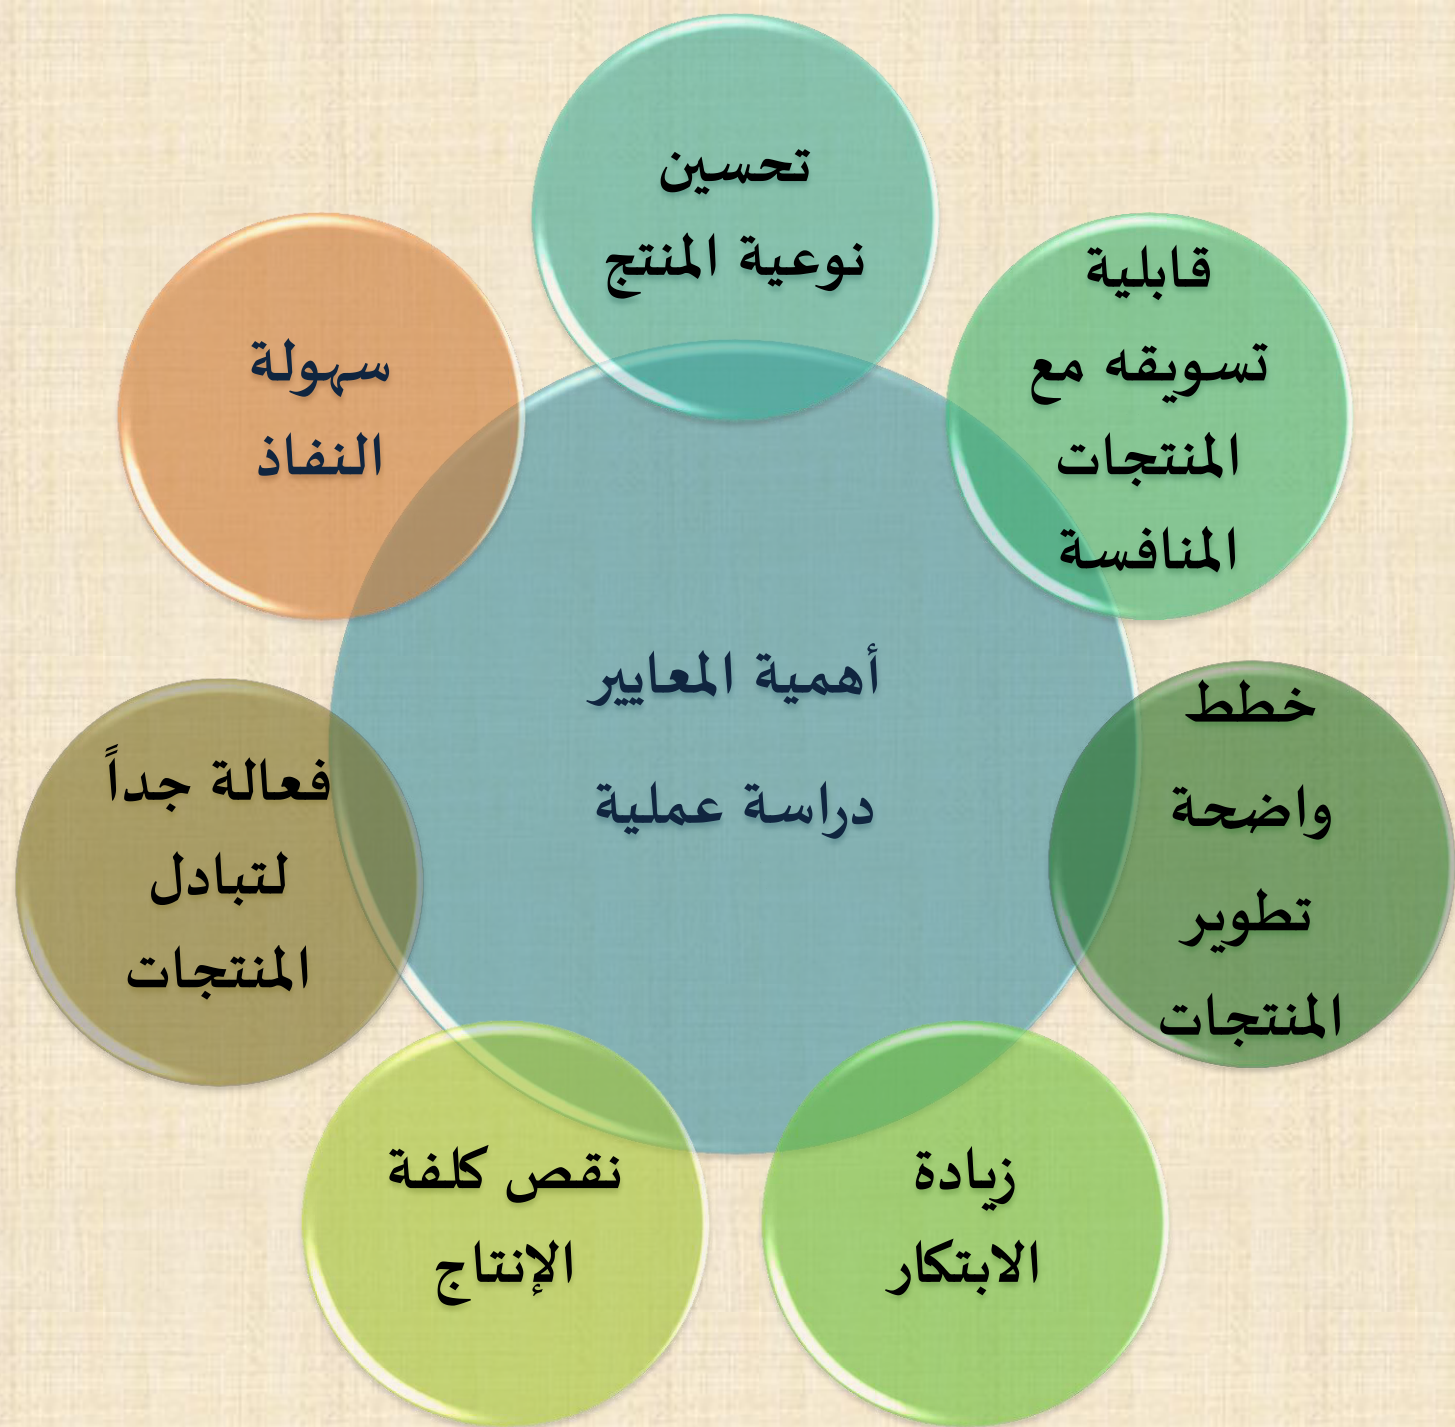 تحسين
نوعية المنتج
قابلية
تسويقه مع
المنتجات
المنافسة
خطط
واضحة
تطوير
المنتجات
زيادة
الابتكار
نقص كلفة
الإنتاج
فعالة جداً
لتبادل
المنتجات
سهولة
النفاذ
أهمية المعايير
دراسة عملية